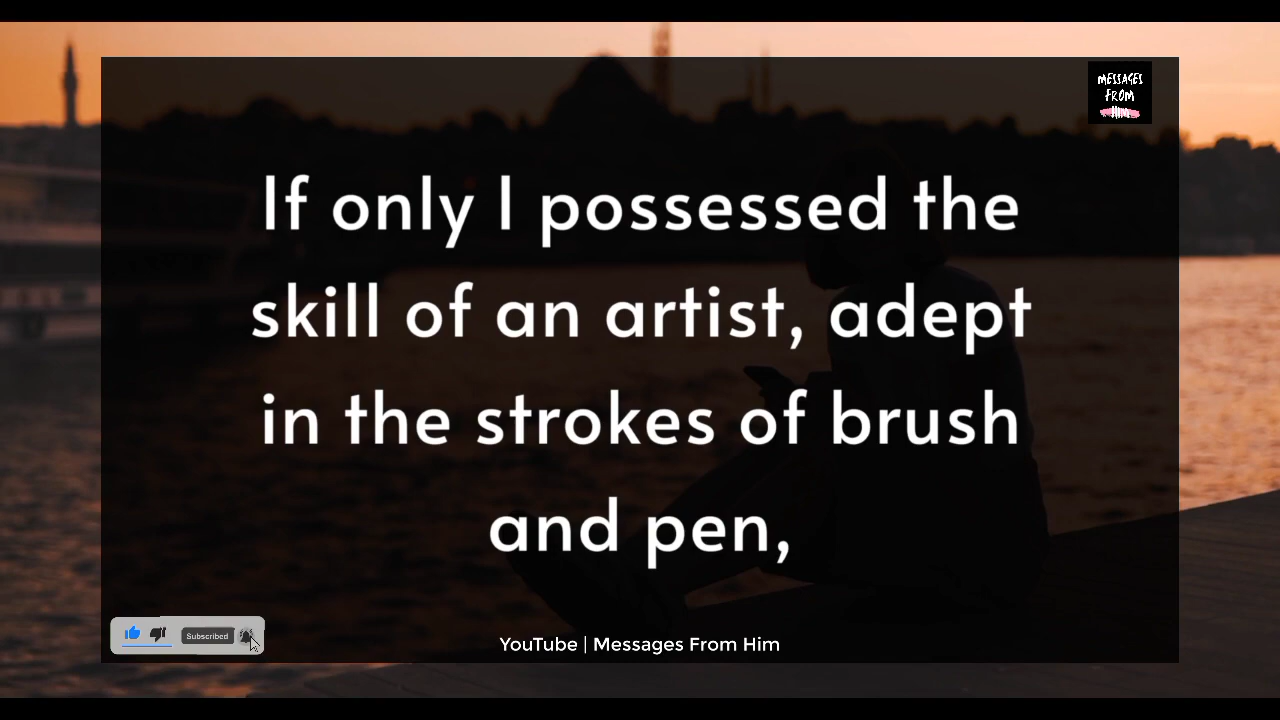 MESSAGES
FROM
HIM
If only I possessed the
skill of an artist, adept
in the strokes of brush
and pen,
Subscribed
YouTube | Messages From Him